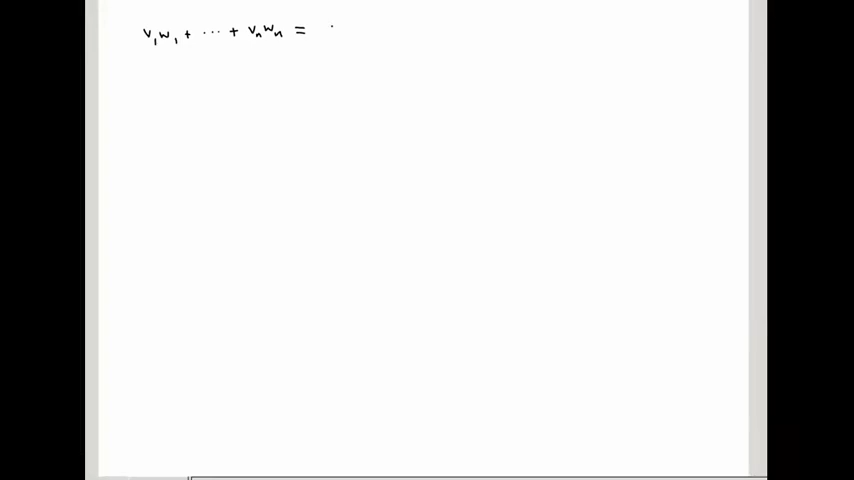 v₁w₁ + ··· + vₙwₙ =